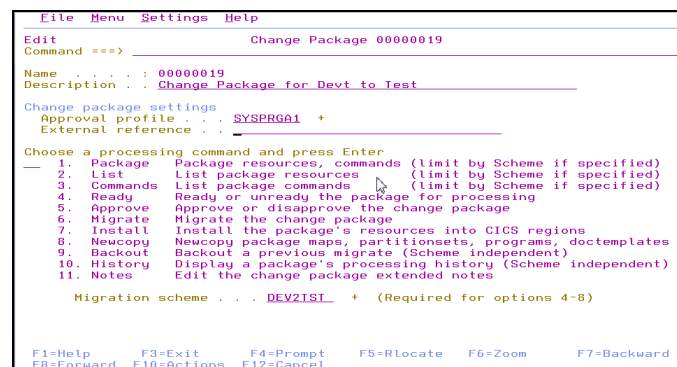 File  Menu  Settings  Help
Edit                          Change Package 00000019
Command ===>
Name  . . . . : 00000019
Description . . Change Package for Devt to Test
Change package settings
  Approval profile . . . SYSPRGA1  +
  External reference . .
Choose a processing command and press Enter
    1.  Package   Package resources, commands (limit by Scheme if specified)
    2.  List      List package resources       (limit by Scheme if specified)
    3.  Commands  List package commands        (limit by Scheme if specified)
    4.  Ready     Ready or unready the package for processing
    5.  Approve   Approve or disapprove the change package
    6.  Migrate   Migrate the change package
    7.  Install   Install the package's resources into CICS regions
    8.  Newcopy   Newcopy package maps, partitionsets, programs, doctemplates
    9.  Backout   Backout a previous migrate (Scheme independent)
    10. History   Display a package's processing history (Scheme independent)
    11. Notes     Edit the change package extended notes
      Migration scheme . . . DEV2TST  +  (Required for options 4-8)
F1=Help      F3=Exit      F4=Prompt    F5=Rlocate   F6=Zoom      F7=Backward
F8=Forward  F10=Actions  F12=Cancel